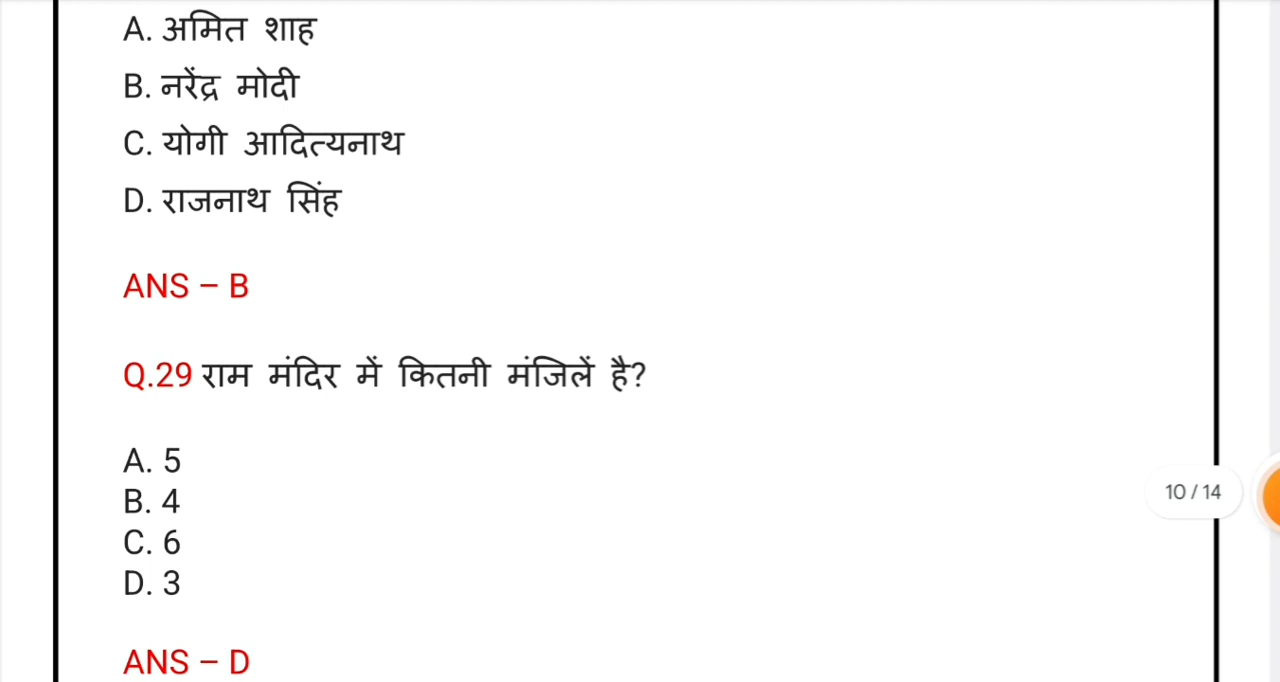 A. अमित शाह
B. नरेंद्र मोदी
C. योगी आदित्यनाथ
D. राजनाथ सिंह
ANS – B
Q.29 राम मंदिर में कितनी मंजिलें है?
A. 5
B. 4
10 / 14
C. 6
D. 3
ANS – D